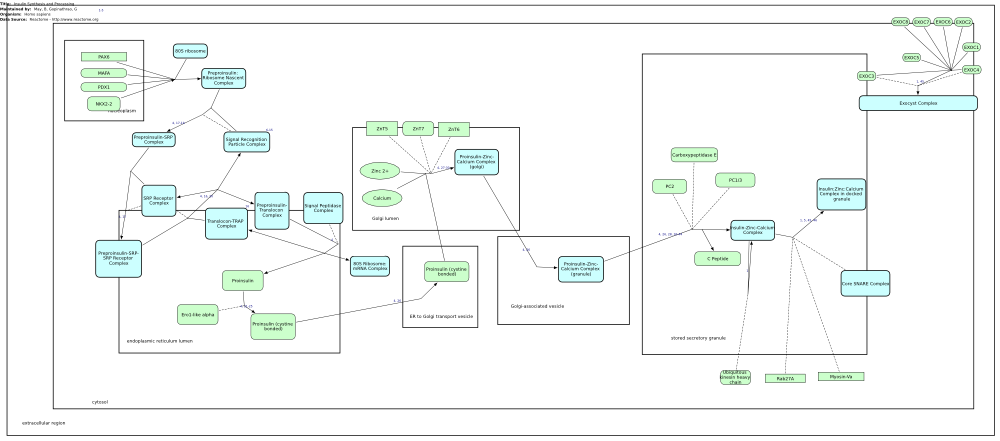 Title: Insulin Synthesis and Processing
Maintained by: May, B, Gopinathrao, G
Organism: Homo sapiens
Data Source: Reactome - http://www.reactome.org
EXOC8
EXOC7
EXOC6
EXOC2
EXOC1
EXOC5
EXOC4
EXOC3
Exocyst Complex
PAX6
MAFA
PDX1
NKX2-2
80S ribosome
Preproinsulin:
Ribosome Nascent
Complex
Preproinsulin-SRP
Complex
Signal Recognition
Particle Complex
SRP Receptor
Complex
Translocon-TRAP
Complex
Preproinsulin-
Translocon
Complex
Signal Peptidase
Complex
Preproinsulin-SRP-
SRP Receptor
Complex
80S Ribosome
mRNA Complex
Proinsulin
Ero1-like alpha
Proinsulin (cystine
bonded)
endoplasmic reticulum lumen
ZnT5
ZnT7
ZnT6
Zinc 2+
Calcium
Proinsulin-Zinc-
Calcium Complex
(golgi)
Golgi lumen
Proinsulin (cystine
bonded)
ER to Golgi transport vesicle
Proinsulin-Zinc-
Calcium Complex
(granule)
Golgi-associated vesicle
Carboxypeptidase E
PC2
PC1/3
Insulin-Zinc-Calcium
Complex
C Peptide
Insulin:Zinc:Calcium
Complex in docked
granule
Core SNARE Complex
stored secretory granule
Ubiquitous
kinesin heavy
chain
Rab27A
Myosin-Va
cytosol
extracellular region